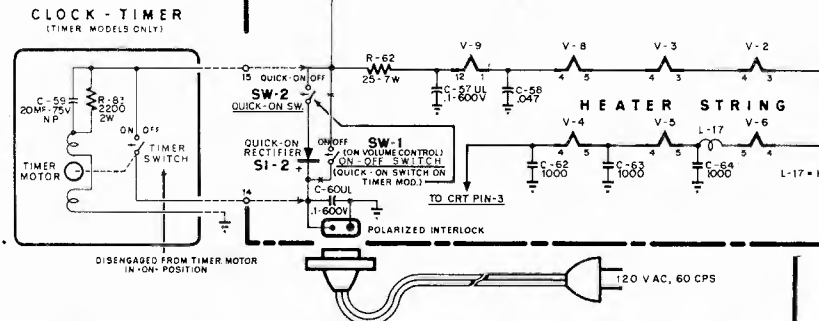 CLOCK - TIMER
(TIMER MODELS ONLY)
C-59
20MF-75V
N P
R-83
2200
2W
ON OFF
TIMER
SWITCH
TIMER
MOTOR
DISENGAGED FROM TIMER MOTOR
IN -ON- POSITION
15
14
QUICK-ON OFF
SW-2
QUICK-ON SW.
QUICK-ON
RECTIFIER
SI-2
+
ON OFF
SW-1
(ON VOLUME CONTROL)
ON-OFF SWITCH
(QUICK-ON SWITCH ON
TIMER MOD.)
C-60UL
.1-600V
POLARIZED INTERLOCK
R-62
25-7W
V-9
12 1
C-57 UL
.1-600V
C-58
.047
V-8
4 5
V-3
4 3
V-2
4 3
HEATER STRING
V-4
4 5
V-5
4 5
L-17
V-6
5 4
C-62
1000
C-63
1000
C-64
1000
L-17 =
TO CRT PIN-3
120 V AC, 60 CPS